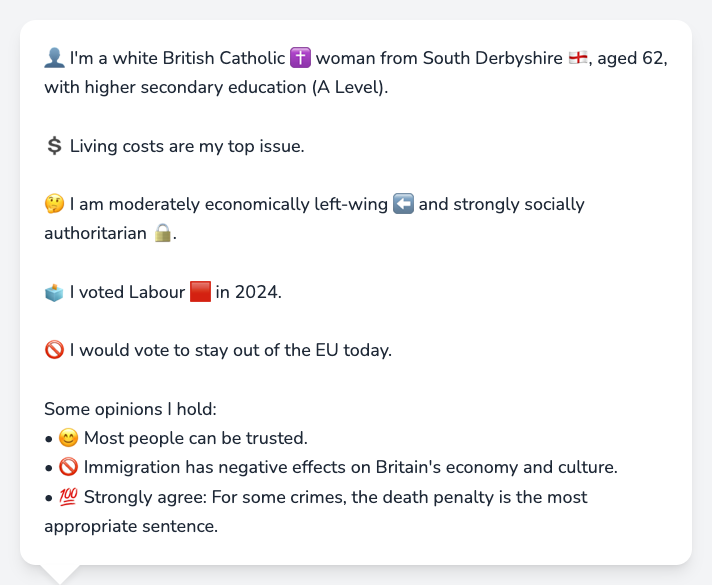 👤 I'm a white British Catholic ✝️ woman from South Derbyshire 🏴󠁧󠁢󠁥󠁮󠁧󠁿, aged 62,
with higher secondary education (A Level).
💲 Living costs are my top issue.
🤔 I am moderately economically left-wing ⬅️ and strongly socially
authoritarian 🔒.
🗳️ I voted Labour 🟥 in 2024.
🚫 I would vote to stay out of the EU today.
Some opinions I hold:
• 😊 Most people can be trusted.
• 🚫 Immigration has negative effects on Britain's economy and culture.
• 💯 Strongly agree: For some crimes, the death penalty is the most
appropriate sentence.